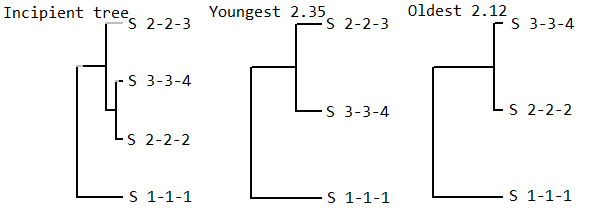 Incipient tree
S 2-2-3
S 3-3-4
S 2-2-2
S 1-1-1
Youngest 2.35
S 2-2-3
S 3-3-4
S 1-1-1
Oldest 2.12
S 3-3-4
S 2-2-2
S 1-1-1